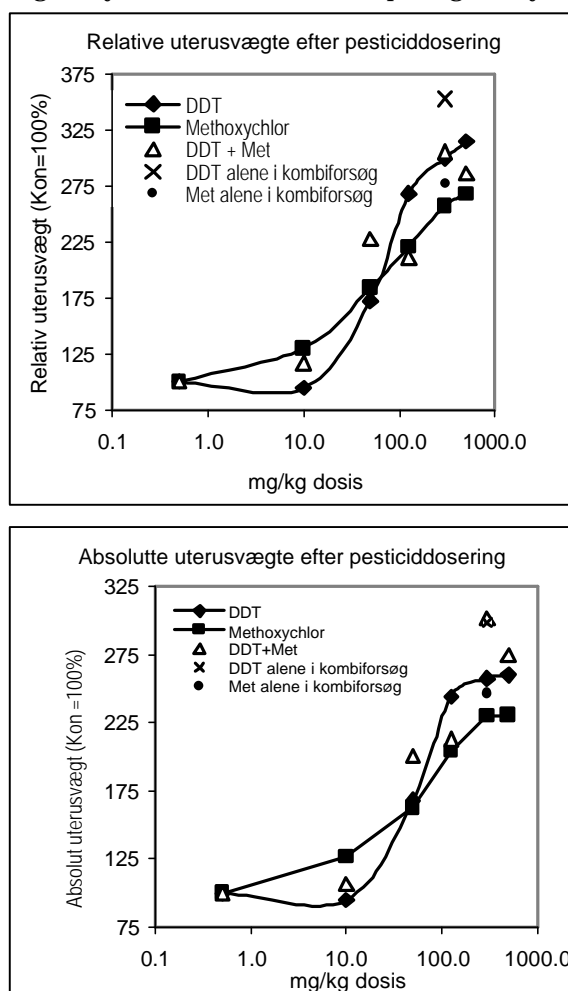 Relative uterusvægte efter pesticiddosering
375
325
275
225
175
125
75
Relativ uterusvægt (Kon=100%)
DDT
Methoxychlor
DDT + Met
DDT alene i kombiforsøg
Met alene i kombiforsøg
0.1
1.0
10.0
100.0
1000.0
mg/kg dosis
Absolutte uterusvægte efter pesticiddosering
325
275
225
175
125
75
Absolut uterusvægt (Kon =100%)
DDT
Methoxychlor
DDT+Met
DDT alene i kombiforsøg
Met alene i kombiforsøg
0.1
1.0
10.0
100.0
1000.0
mg/kg dosis